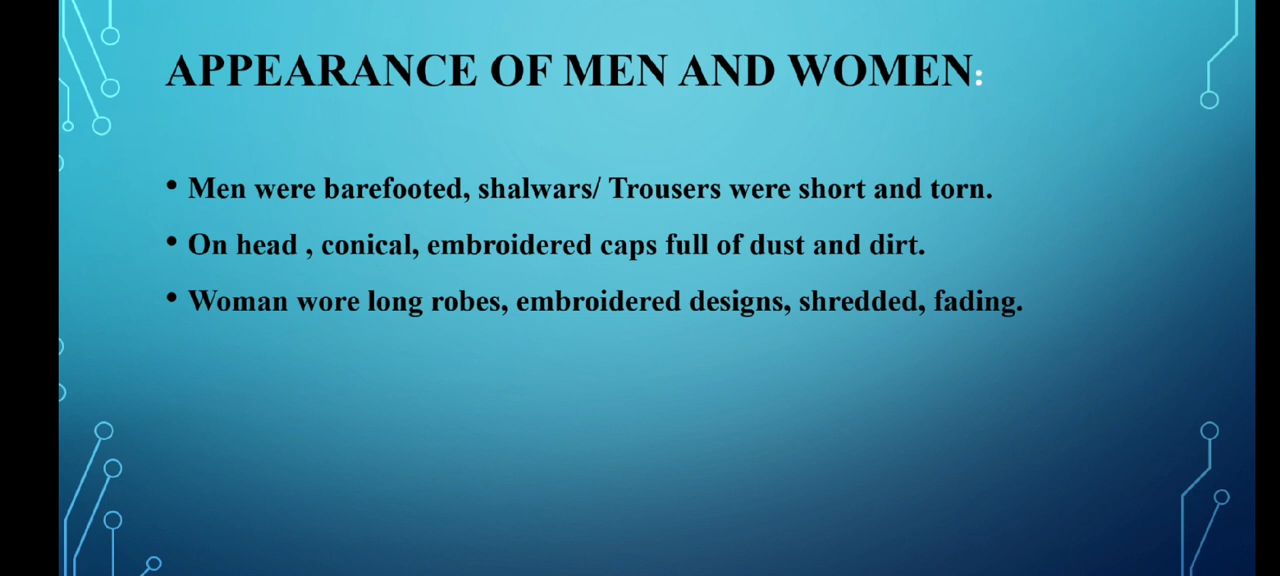 APPEARANCE OF MEN AND WOMEN:
• Men were barefooted, shalwars/ Trousers were short and torn.
• On head , conical, embroidered caps full of dust and dirt.
• Woman wore long robes, embroidered designs, shredded, fading.